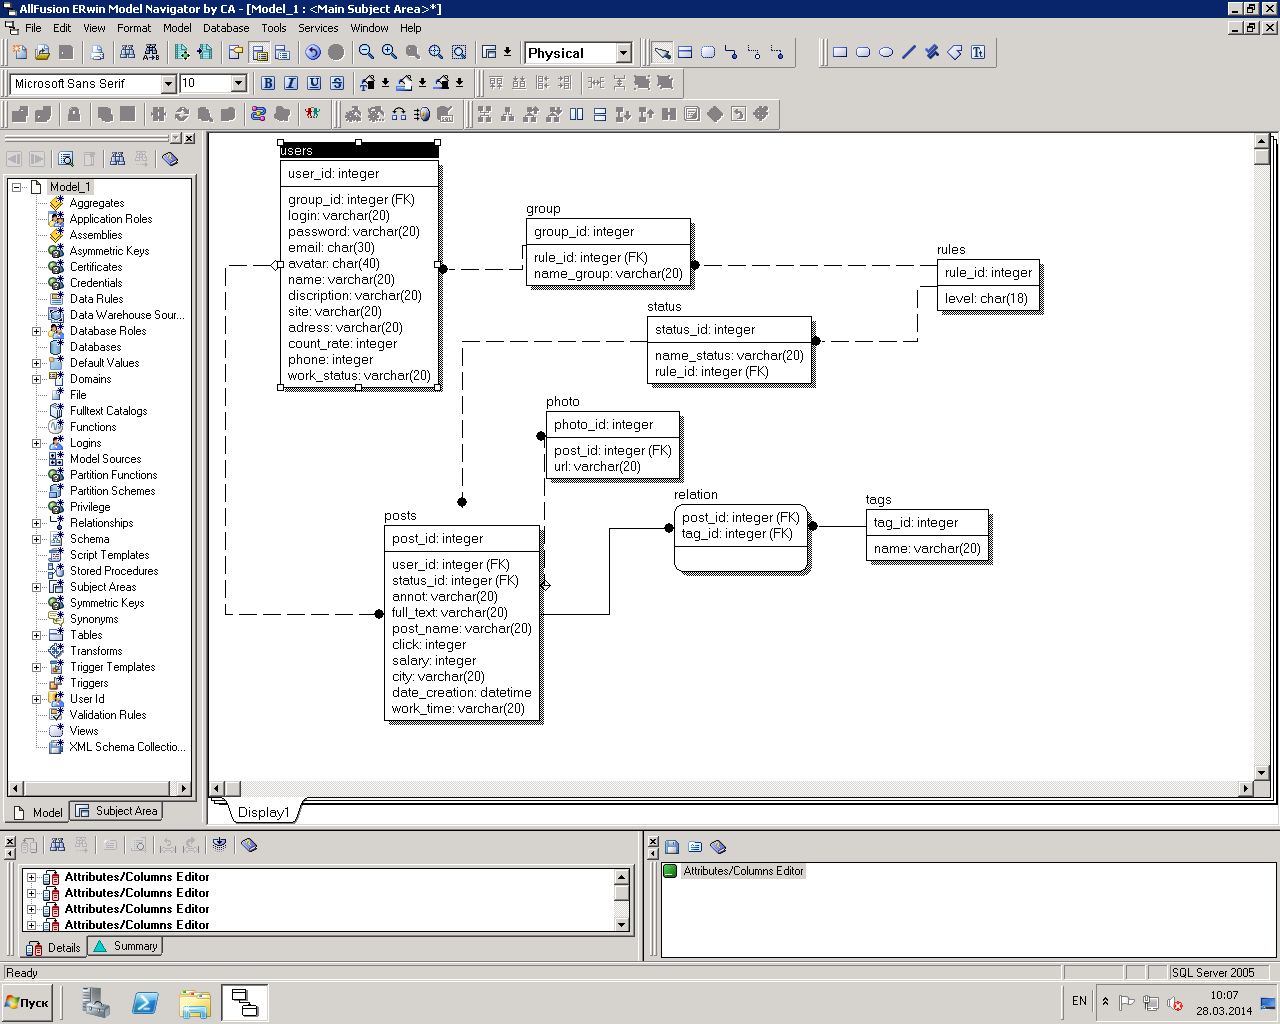 AllFusion ERwin Model Navigator by CA - [Model_1 : <Main Subject Area>*]
File Edit View Format Model Database Tools Services Window Help
Physical
Microsoft Sans Serif 10
Model_1
Aggregates
Application Roles
Assemblies
Asymmetric Keys
Certificates
Credentials
Data Rules
Data Warehouse Sour...
Database Roles
Databases
Default Values
Domains
File
Fulltext Catalogs
Functions
Logins
Model Sources
Partition Functions
Partition Schemes
Privilege
Relationships
Schema
Script Templates
Stored Procedures
Subject Areas
Symmetric Keys
Synonyms
Tables
Transforms
Trigger Templates
Triggers
User Id
Validation Rules
Views
XML Schema Collectio...
Model Subject Area
users
user_id: integer
group_id: integer (FK)
login: varchar(20)
password: varchar(20)
email: char(30)
avatar: char(40)
name: varchar(20)
discription: varchar(20)
site: varchar(20)
adress: varchar(20)
count_rate: integer
phone: integer
work_status: varchar(20)
group
group_id: integer
rule_id: integer (FK)
name_group: varchar(20)
rules
rule_id: integer
level: char(18)
status
status_id: integer
name_status: varchar(20)
rule_id: integer (FK)
photo
photo_id: integer
post_id: integer (FK)
url: varchar(20)
relation
post_id: integer (FK)
tag_id: integer (FK)
tags
tag_id: integer
name: varchar(20)
posts
post_id: integer
user_id: integer (FK)
status_id: integer (FK)
annot: varchar(20)
full_text: varchar(20)
post_name: varchar(20)
click: integer
salary: integer
city: varchar(20)
date_creation: datetime
work_time: varchar(20)
Display1
Attributes/Columns Editor
Attributes/Columns Editor
Attributes/Columns Editor
Attributes/Columns Editor
Details Summary
Attributes/Columns Editor
Ready
SQL Server 2005
Пуск
EN
10:07
28.03.2014